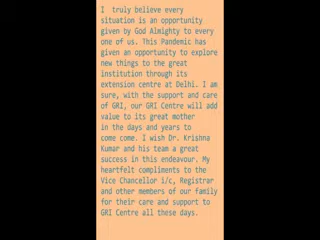 I  truly believe every
situation is an opportunity
given by God Almighty to every
one of us. This Pandemic has
given an opportunity to explore
new things to the great
institution through its
extension centre at Delhi. I am
sure, with the support and care
of GRI, our GRI Centre will add
value to its great mother
in the days and years to
come come. I wish Dr. Krishna
Kumar and his team a great
success in this endeavour. My
heartfelt compliments to the
Vice Chancellor i/c, Registrar
and other members of our family
for their care and support to
GRI Centre all these days.